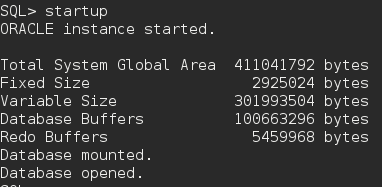 SQL> startup
ORACLE instance started.
Total System Global Area  411041792 bytes
Fixed Size                  2925024 bytes
Variable Size             301993504 bytes
Database Buffers          100663296 bytes
Redo Buffers                5459968 bytes
Database mounted.
Database opened.